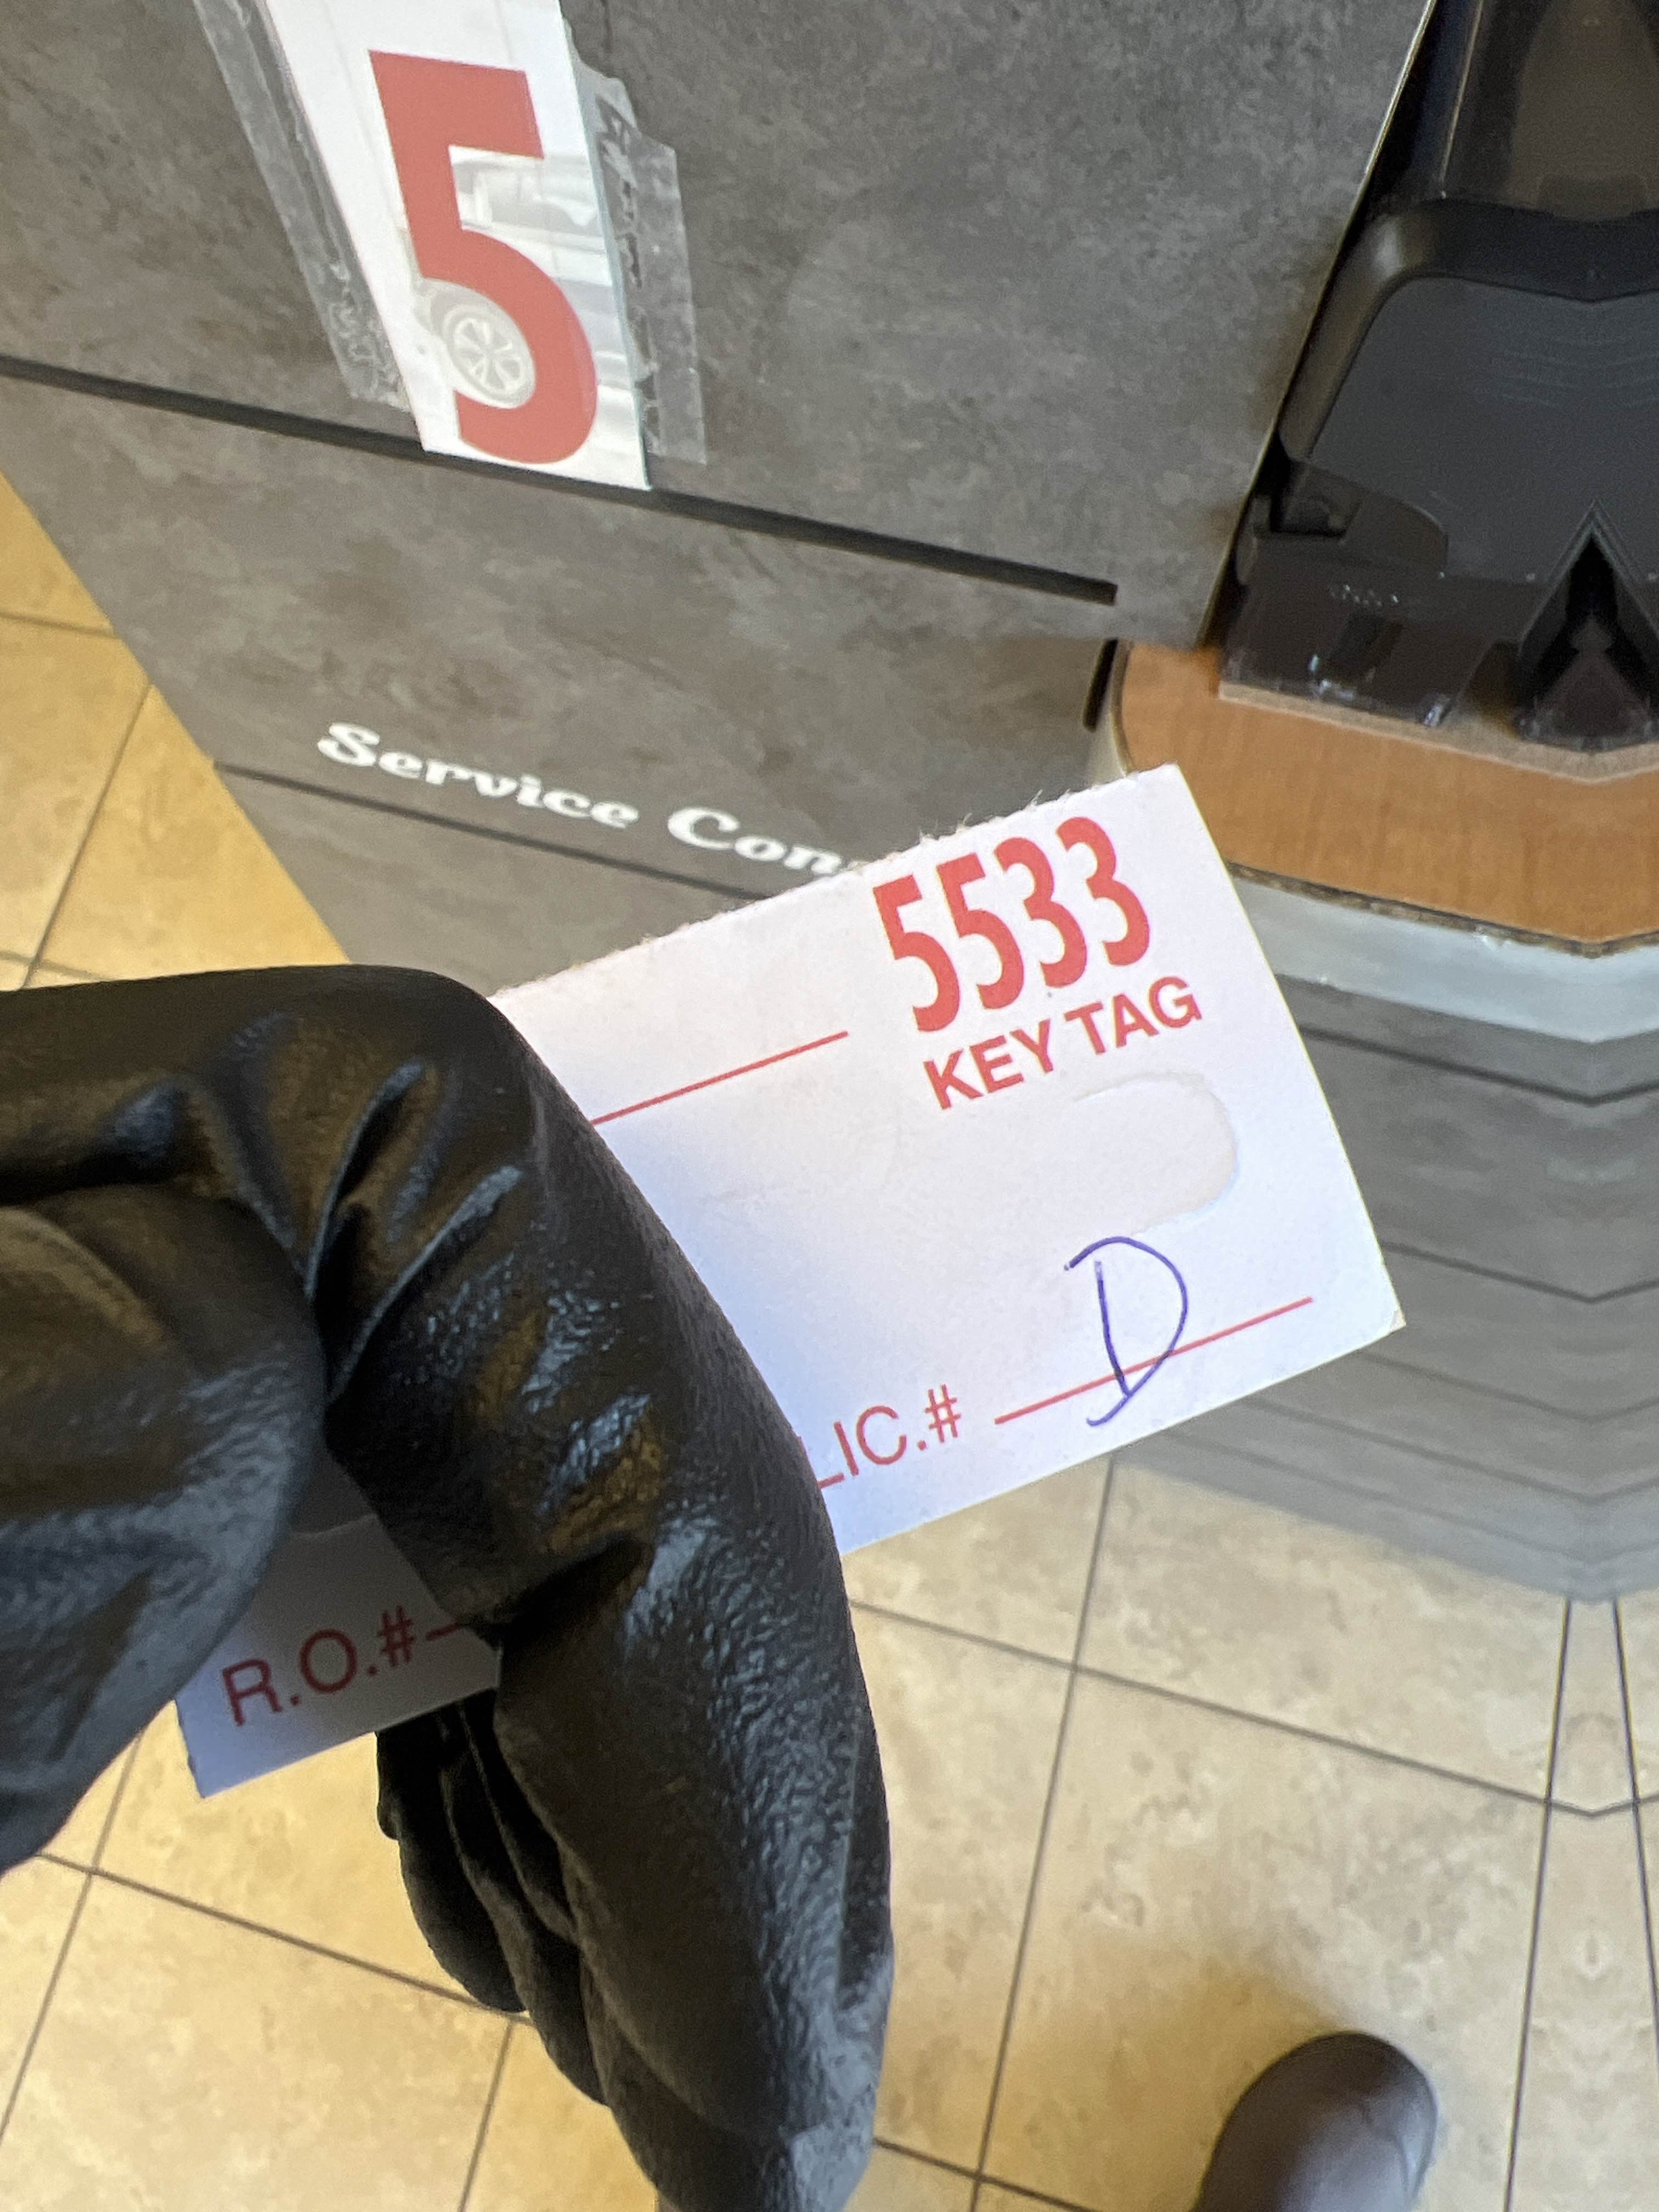 5
Service Con
5533
KEY TAG
D
LIC.#
R.O.#